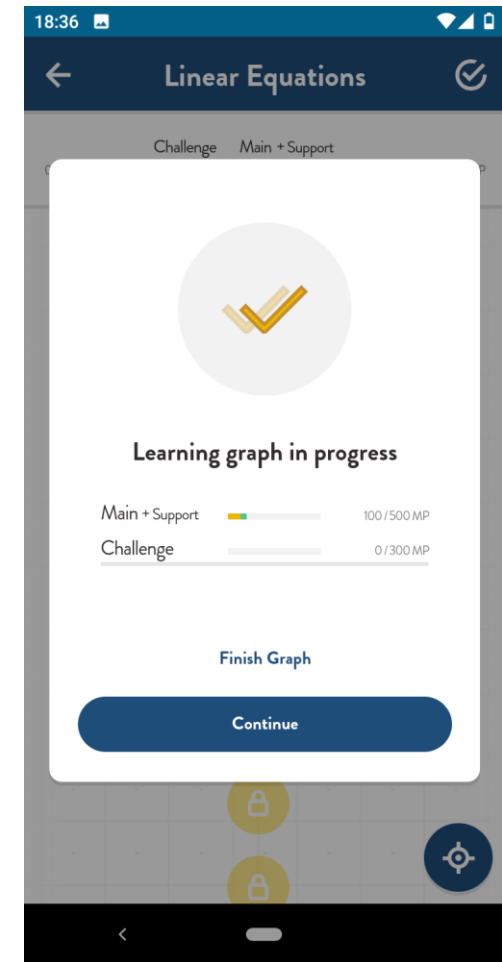 18:36
Linear Equations
Challenge Main + Support
P
Learning graph in progress
Main + Support 100/500 MP
Challenge 0/300 MP
Finish Graph
Continue